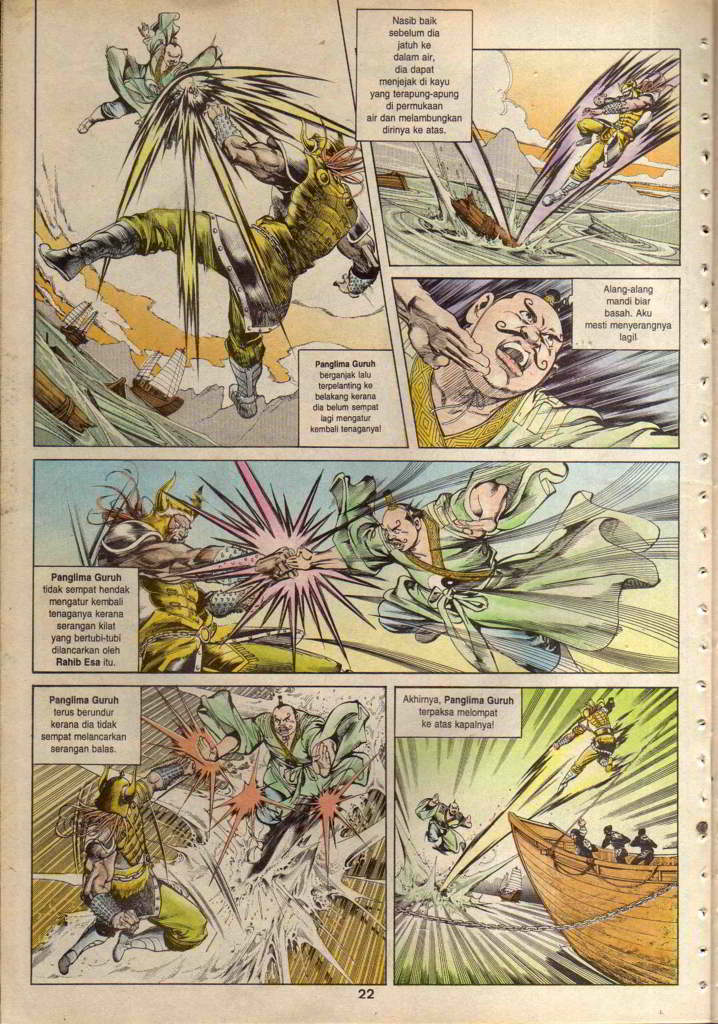 Nasib baik
sebelum dia
jatuh ke
dalam air,
dia dapat
menjejak di kayu
yang terapung-apung
di permukaan
air dan melambungkan
dirinya ke atas.
Panglima Guruh
berganjak lalu
terpelanting ke
belakang kerana
dia belum sempat
lagi mengatur
kembali tenaganya!
Alang-alang
mandi biar
basah. Aku
mesti menyerangnya
lagi!
Panglima Guruh
tidak sempat hendak
mengatur kembali
tenaganya kerana
serangan kilat
yang bertubi-tubi
dilancarkan oleh
Rahib Esa itu.
Panglima Guruh
terus berundur
kerana dia tidak
sempat melancarkan
serangan balas.
Akhirnya, Panglima Guruh
terpaksa melompat
ke atas kapalnya!
22